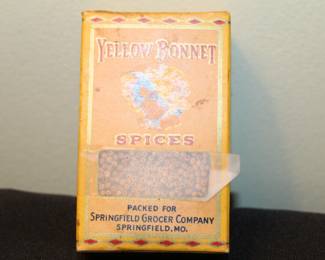 YELLOW BONNET
SPICES
PACKED FOR
SPRINGFIELD GROCER COMPANY
SPRINGFIELD, MO.